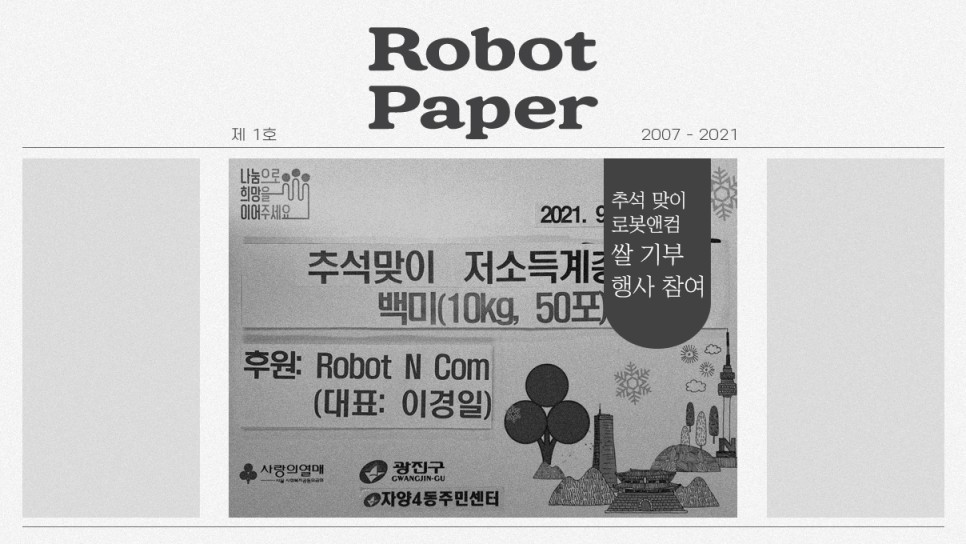 Robot
Paper
제 1호
2007 - 2021
나눔으로
희망을
이어주세요
2021. 9
추석 맞이
로봇앤컴
쌀 기부
행사 참여
추석맞이 저소득계층
백미(10kg, 50포)
후원: Robot N Com
(대표: 이경일)
사랑의열매
광진구
GWANGJIN-GU
자양4동주민센터
N